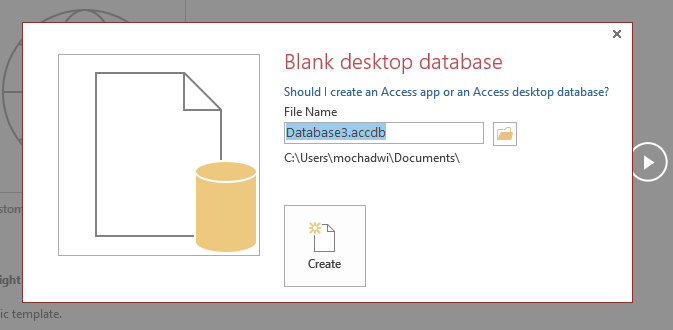 Blank desktop database
Should I create an Access app or an Access desktop database?
File Name
Database3.accdb
C:\Users\mochadwi\Documents\
Create
stom
ight
ic template.